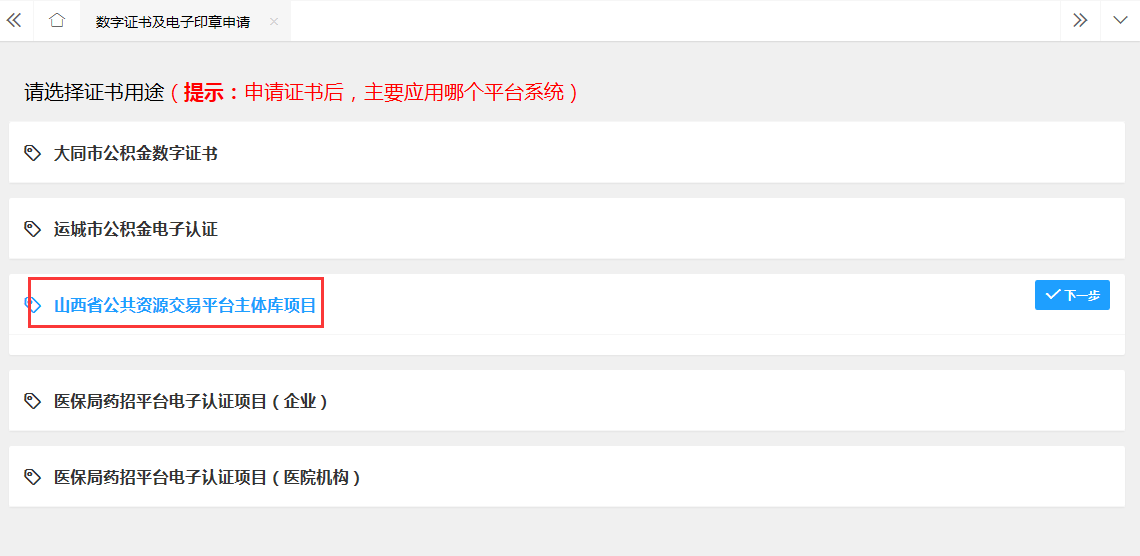 数字证书及电子印章申请
请选择证书用途（提示：申请证书后，主要应用哪个平台系统）
大同市公积金数字证书
运城市公积金电子认证
山西省公共资源交易平台主体库项目
下一步
医保局药招平台电子认证项目（企业）
医保局药招平台电子认证项目（医院机构）